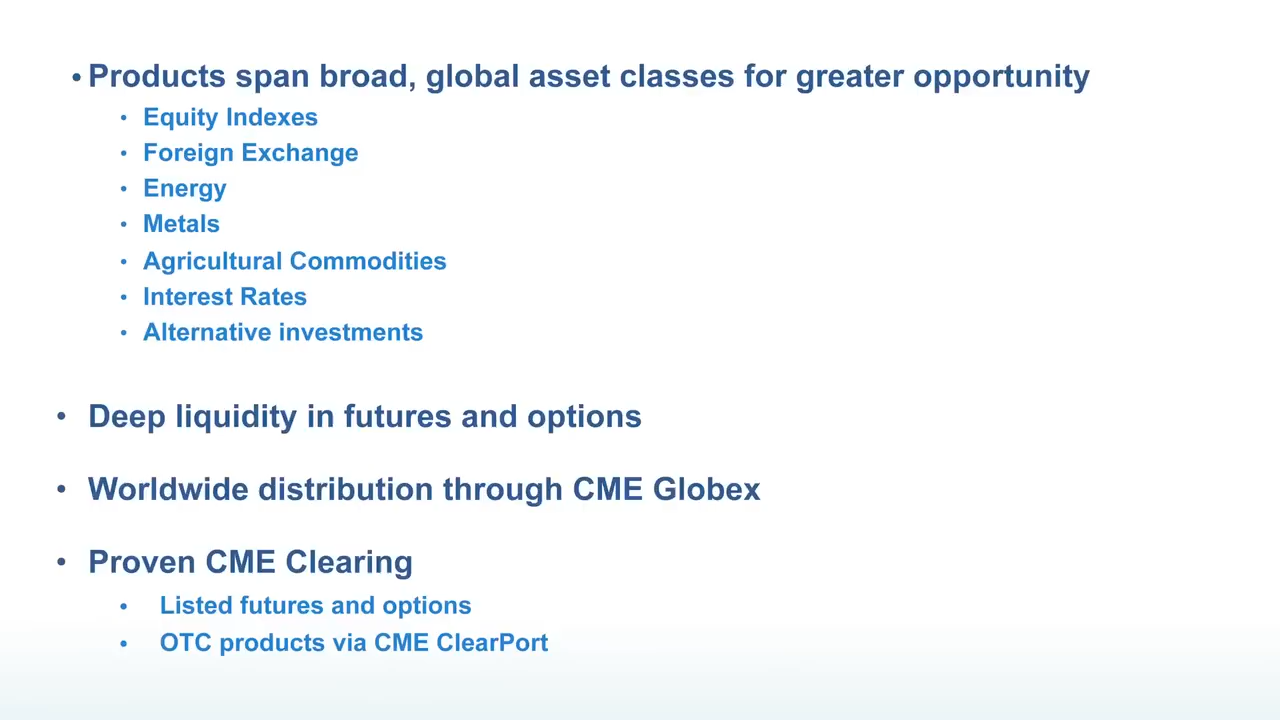 • Products span broad, global asset classes for greater opportunity
• Equity Indexes
• Foreign Exchange
• Energy
• Metals
• Agricultural Commodities
• Interest Rates
• Alternative investments
• Deep liquidity in futures and options
• Worldwide distribution through CME Globex
• Proven CME Clearing
• Listed futures and options
• OTC products via CME ClearPort